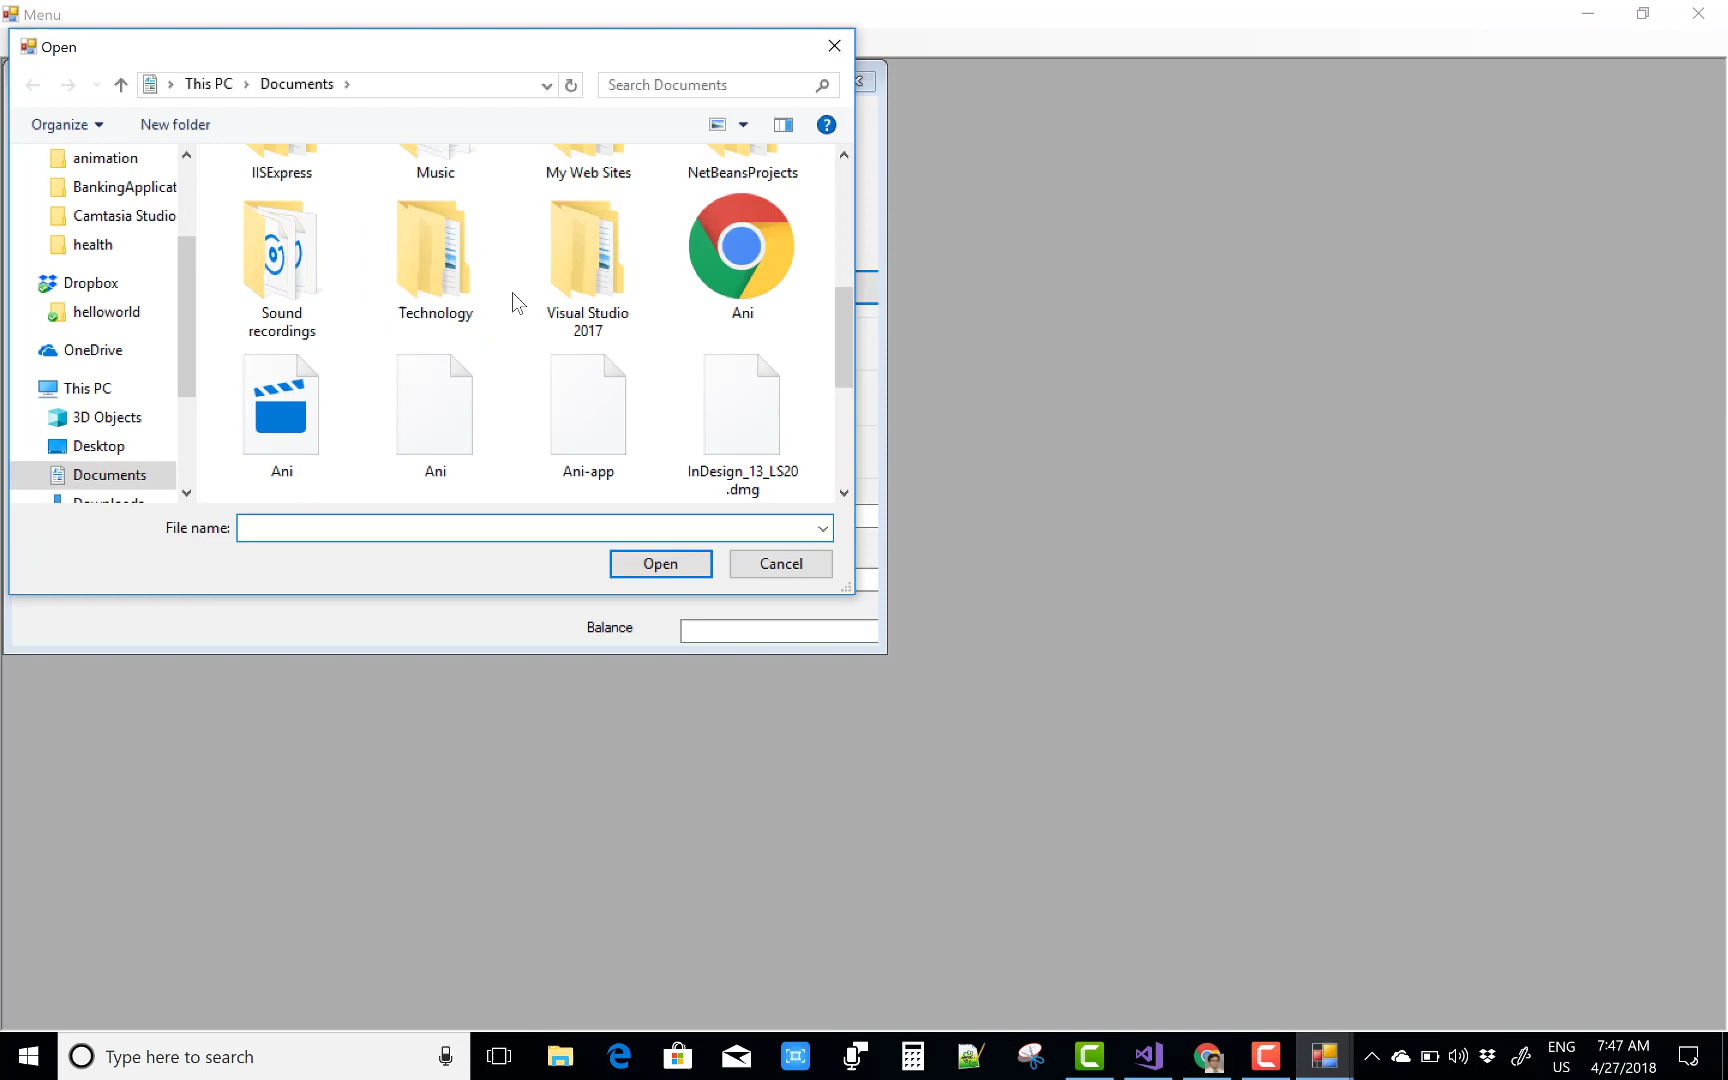 Menu
Open
This PC
Documents
Search Documents
Organize
New folder
animation
BankingApplicat
Camtasia Studio
health
Dropbox
helloworld
OneDrive
This PC
3D Objects
Desktop
Documents
IISExpress
Music
My Web Sites
NetBeansProjects
Sound
recordings
Technology
Visual Studio
2017
Ani
Ani
Ani
Ani-app
InDesign_13_LS20
.dmg
File name:
Open
Cancel
Balance
Type here to search
ENG
US
7:47 AM
4/27/2018